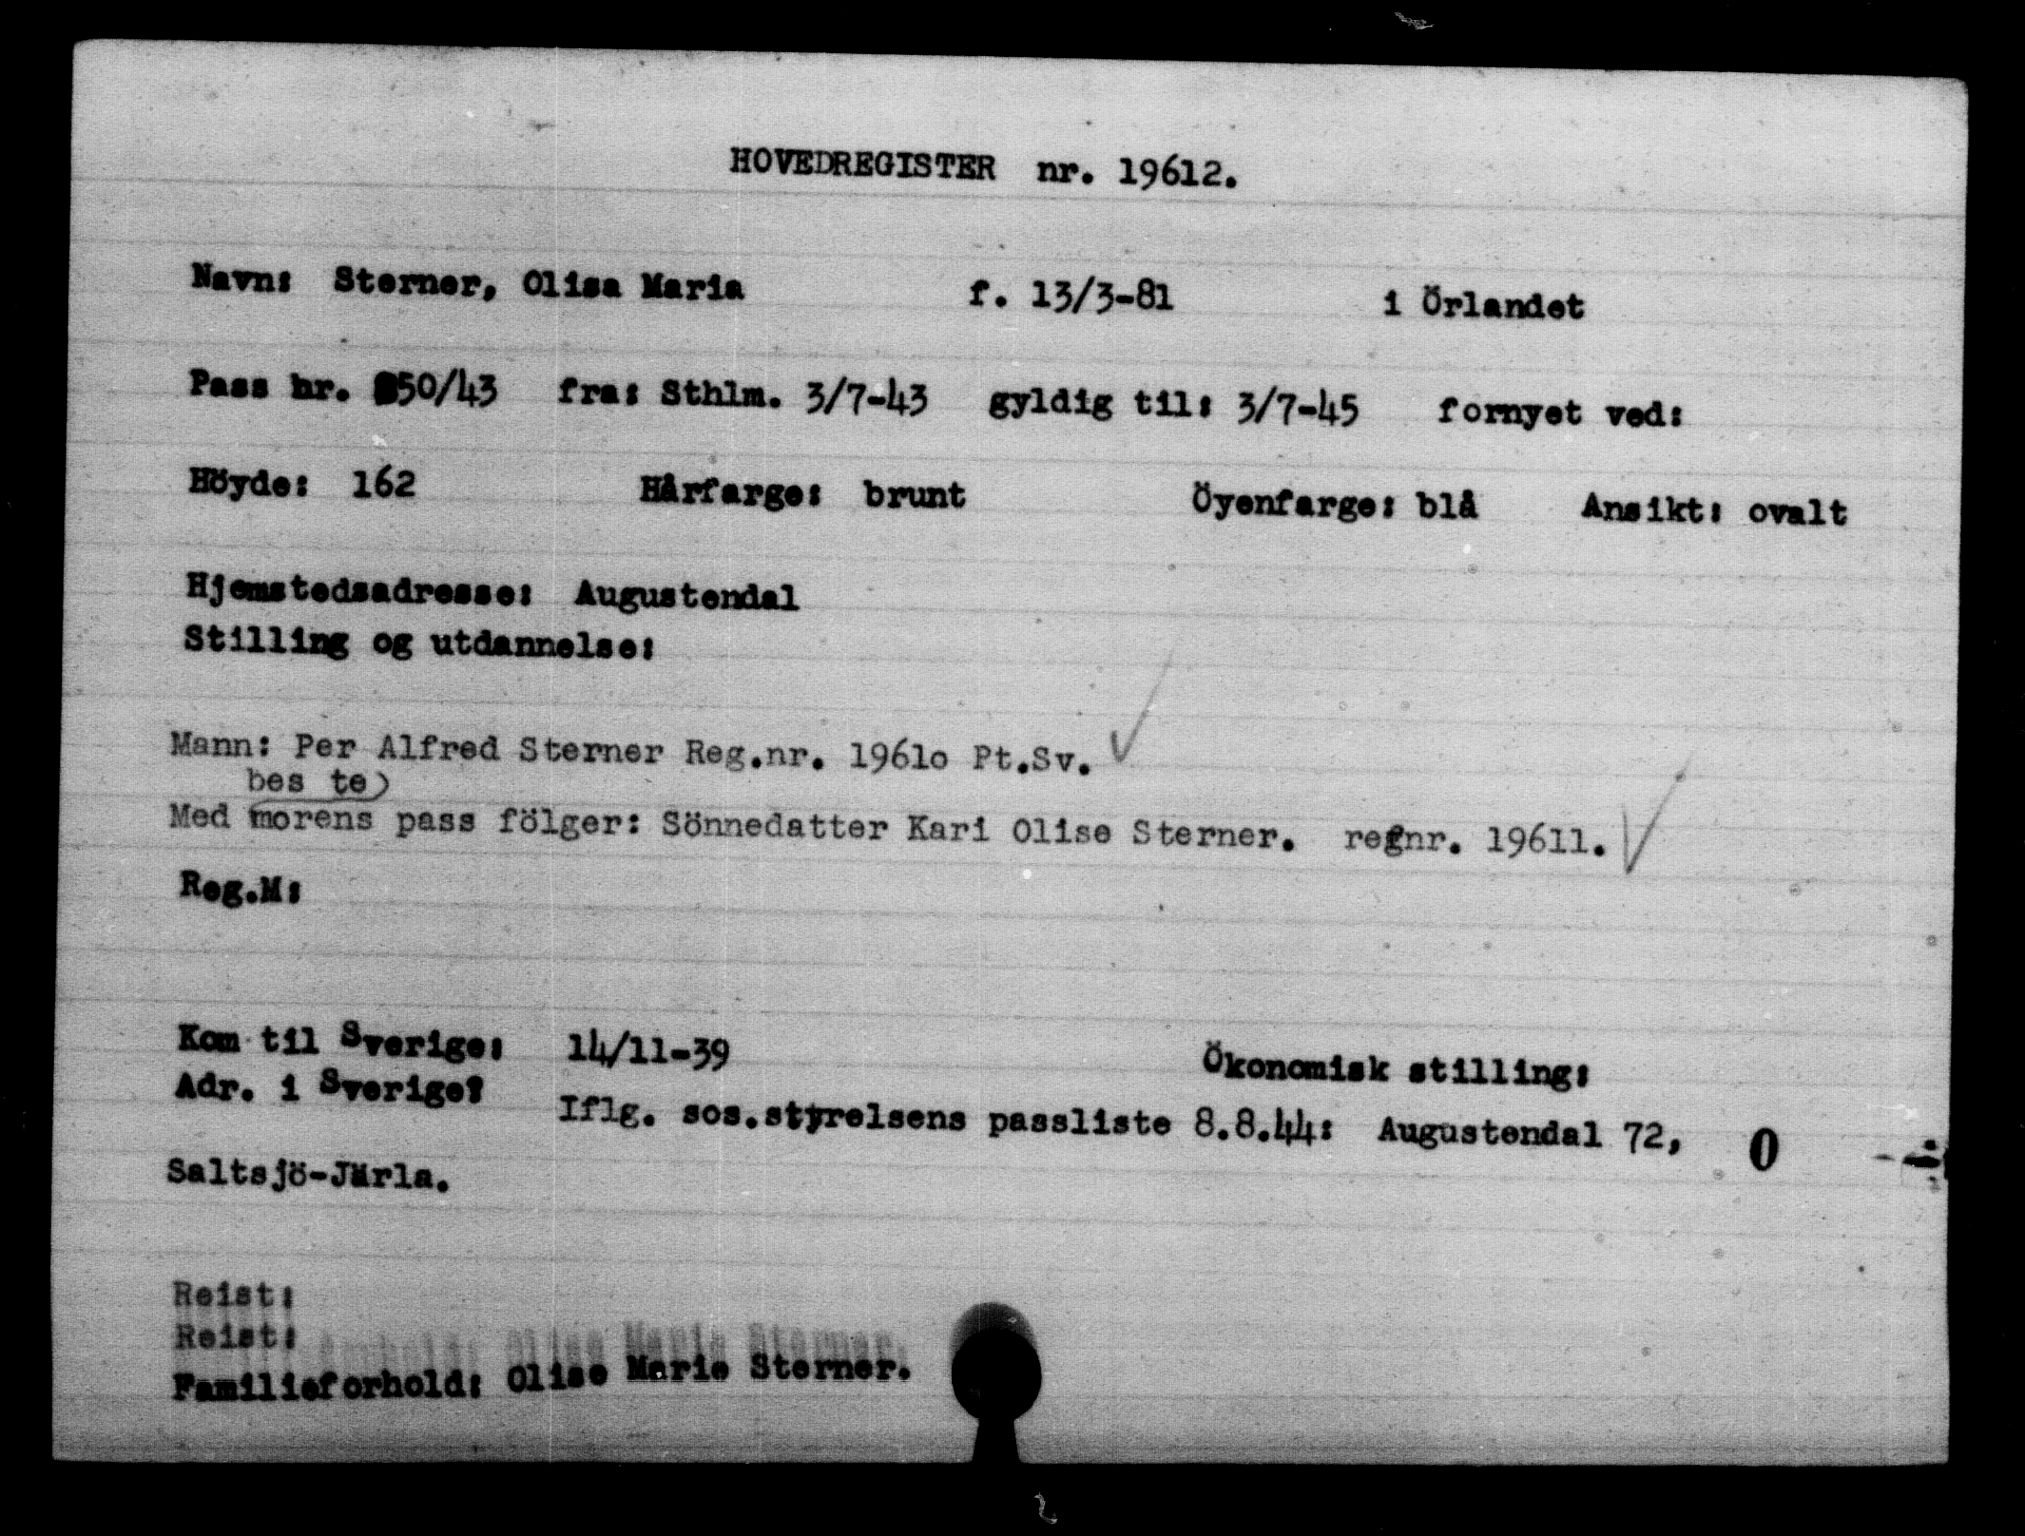 HOVEDREGISTER nr. 19612.
Navn: Sterner, Olisa Maria f. 13/3-81 i Örlandet
Pass nr. 850/43 fra: Sthlm. 3/7-43 gyldig til: 3/7-45 fornyet ved:
Höyde: 162 Hårfarge: brunt Öyenfarge: blå Ansikt: ovalt
Hjemstedsadresse: Augustendal
Stilling og utdannelse:
Mann: Per Alfred Sterner Reg.nr. 1961o Pt.Sv.
bes te)
Med morens pass fölger: Sönnedatter Kari Olise Sterner. regnr. 19611.
Reg.M:
Kom til Sverige: 14/11-39 Ökonomisk stilling:
Adr. i Sverige:
Iflg. sos.styrelsens passliste 8.8.44: Augustendal 72, 0
Saltsjö-Järla.
Reist:
Reist:
Familieforhold: Olise Marie Sterner.